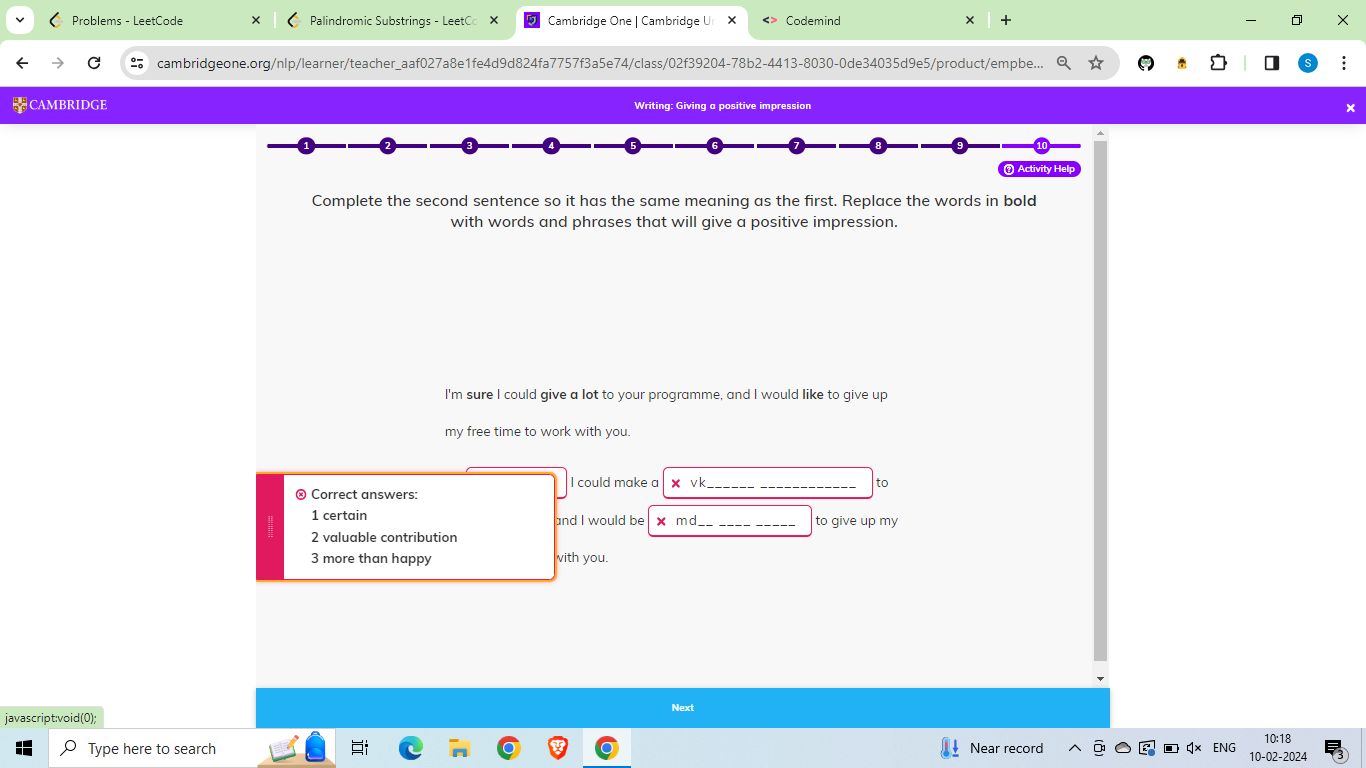 Problems - LeetCode
Palindromic Substrings - LeetCo
Cambridge One | Cambridge Un
<> Codemind
cambridgeone.org/nlp/learner/teacher_aaf027a8e1fe4d9d824fa7757f3a5e74/class/02f39204-78b2-4413-8030-0de34035d9e5/product/empbe...
S
CAMBRIDGE
Writing: Giving a positive impression
1 2 3 4 5 6 7 8 9 10
Activity Help
Complete the second sentence so it has the same meaning as the first. Replace the words in bold
with words and phrases that will give a positive impression.
I'm sure I could give a lot to your programme, and I would like to give up
my free time to work with you.
I could make a vk______ ____________ to
and I would be md__ ____ _____ to give up my
with you.
Correct answers:
1 certain
2 valuable contribution
3 more than happy
Next
javascript:void(0);
Type here to search
Near record
ENG
10:18
10-02-2024
3